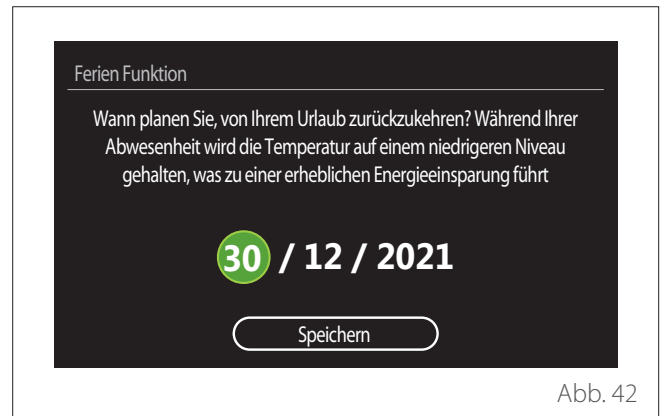 Ferien Funktion
Wann planen Sie, von Ihrem Urlaub zurückzukehren? Während Ihrer
Abwesenheit wird die Temperatur auf einem niedrigeren Niveau
gehalten, was zu einer erheblichen Energieeinsparung führt
30 / 12 / 2021
Speichern
Abb. 42